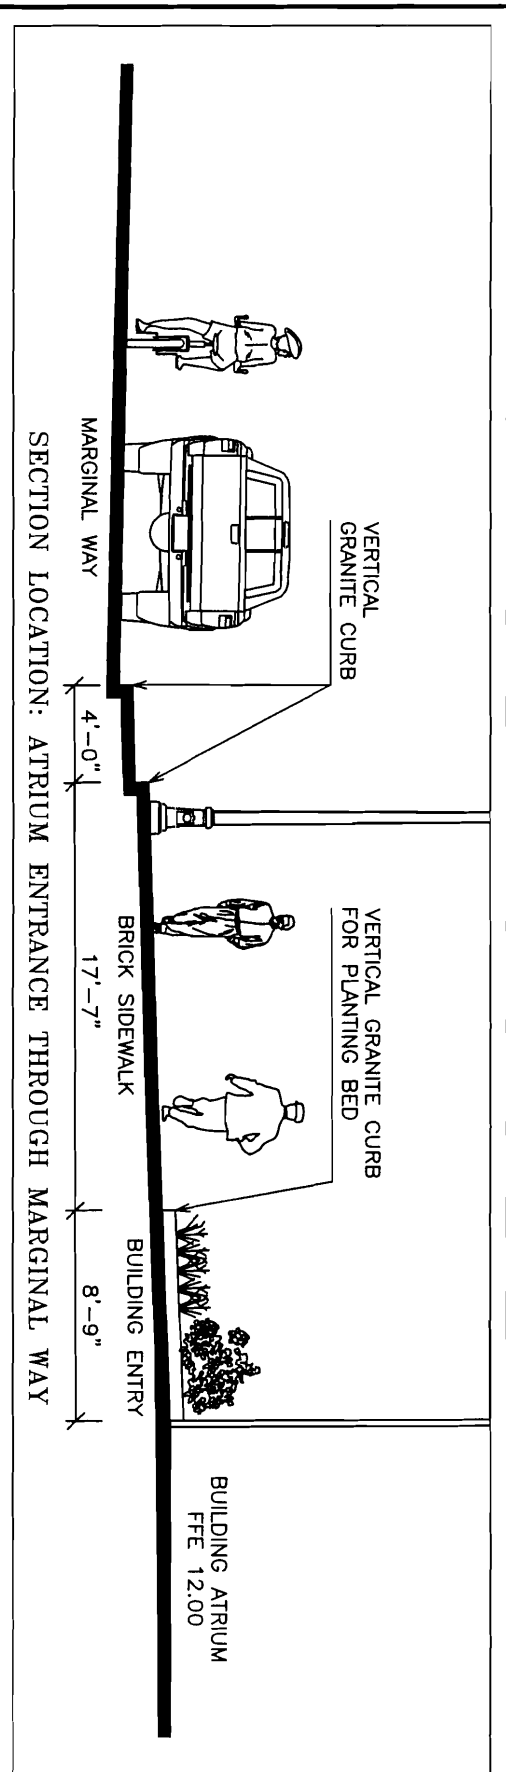 VERTICAL
GRANITE CURB
VERTICAL GRANITE CURB
FOR PLANTING BED
BUILDING ATRIUM
FFE 12.00
MARGINAL WAY
4'-0"
BRICK SIDEWALK
17'-7"
BUILDING ENTRY
8'-9"
SECTION LOCATION: ATRIUM ENTRANCE THROUGH MARGINAL WAY